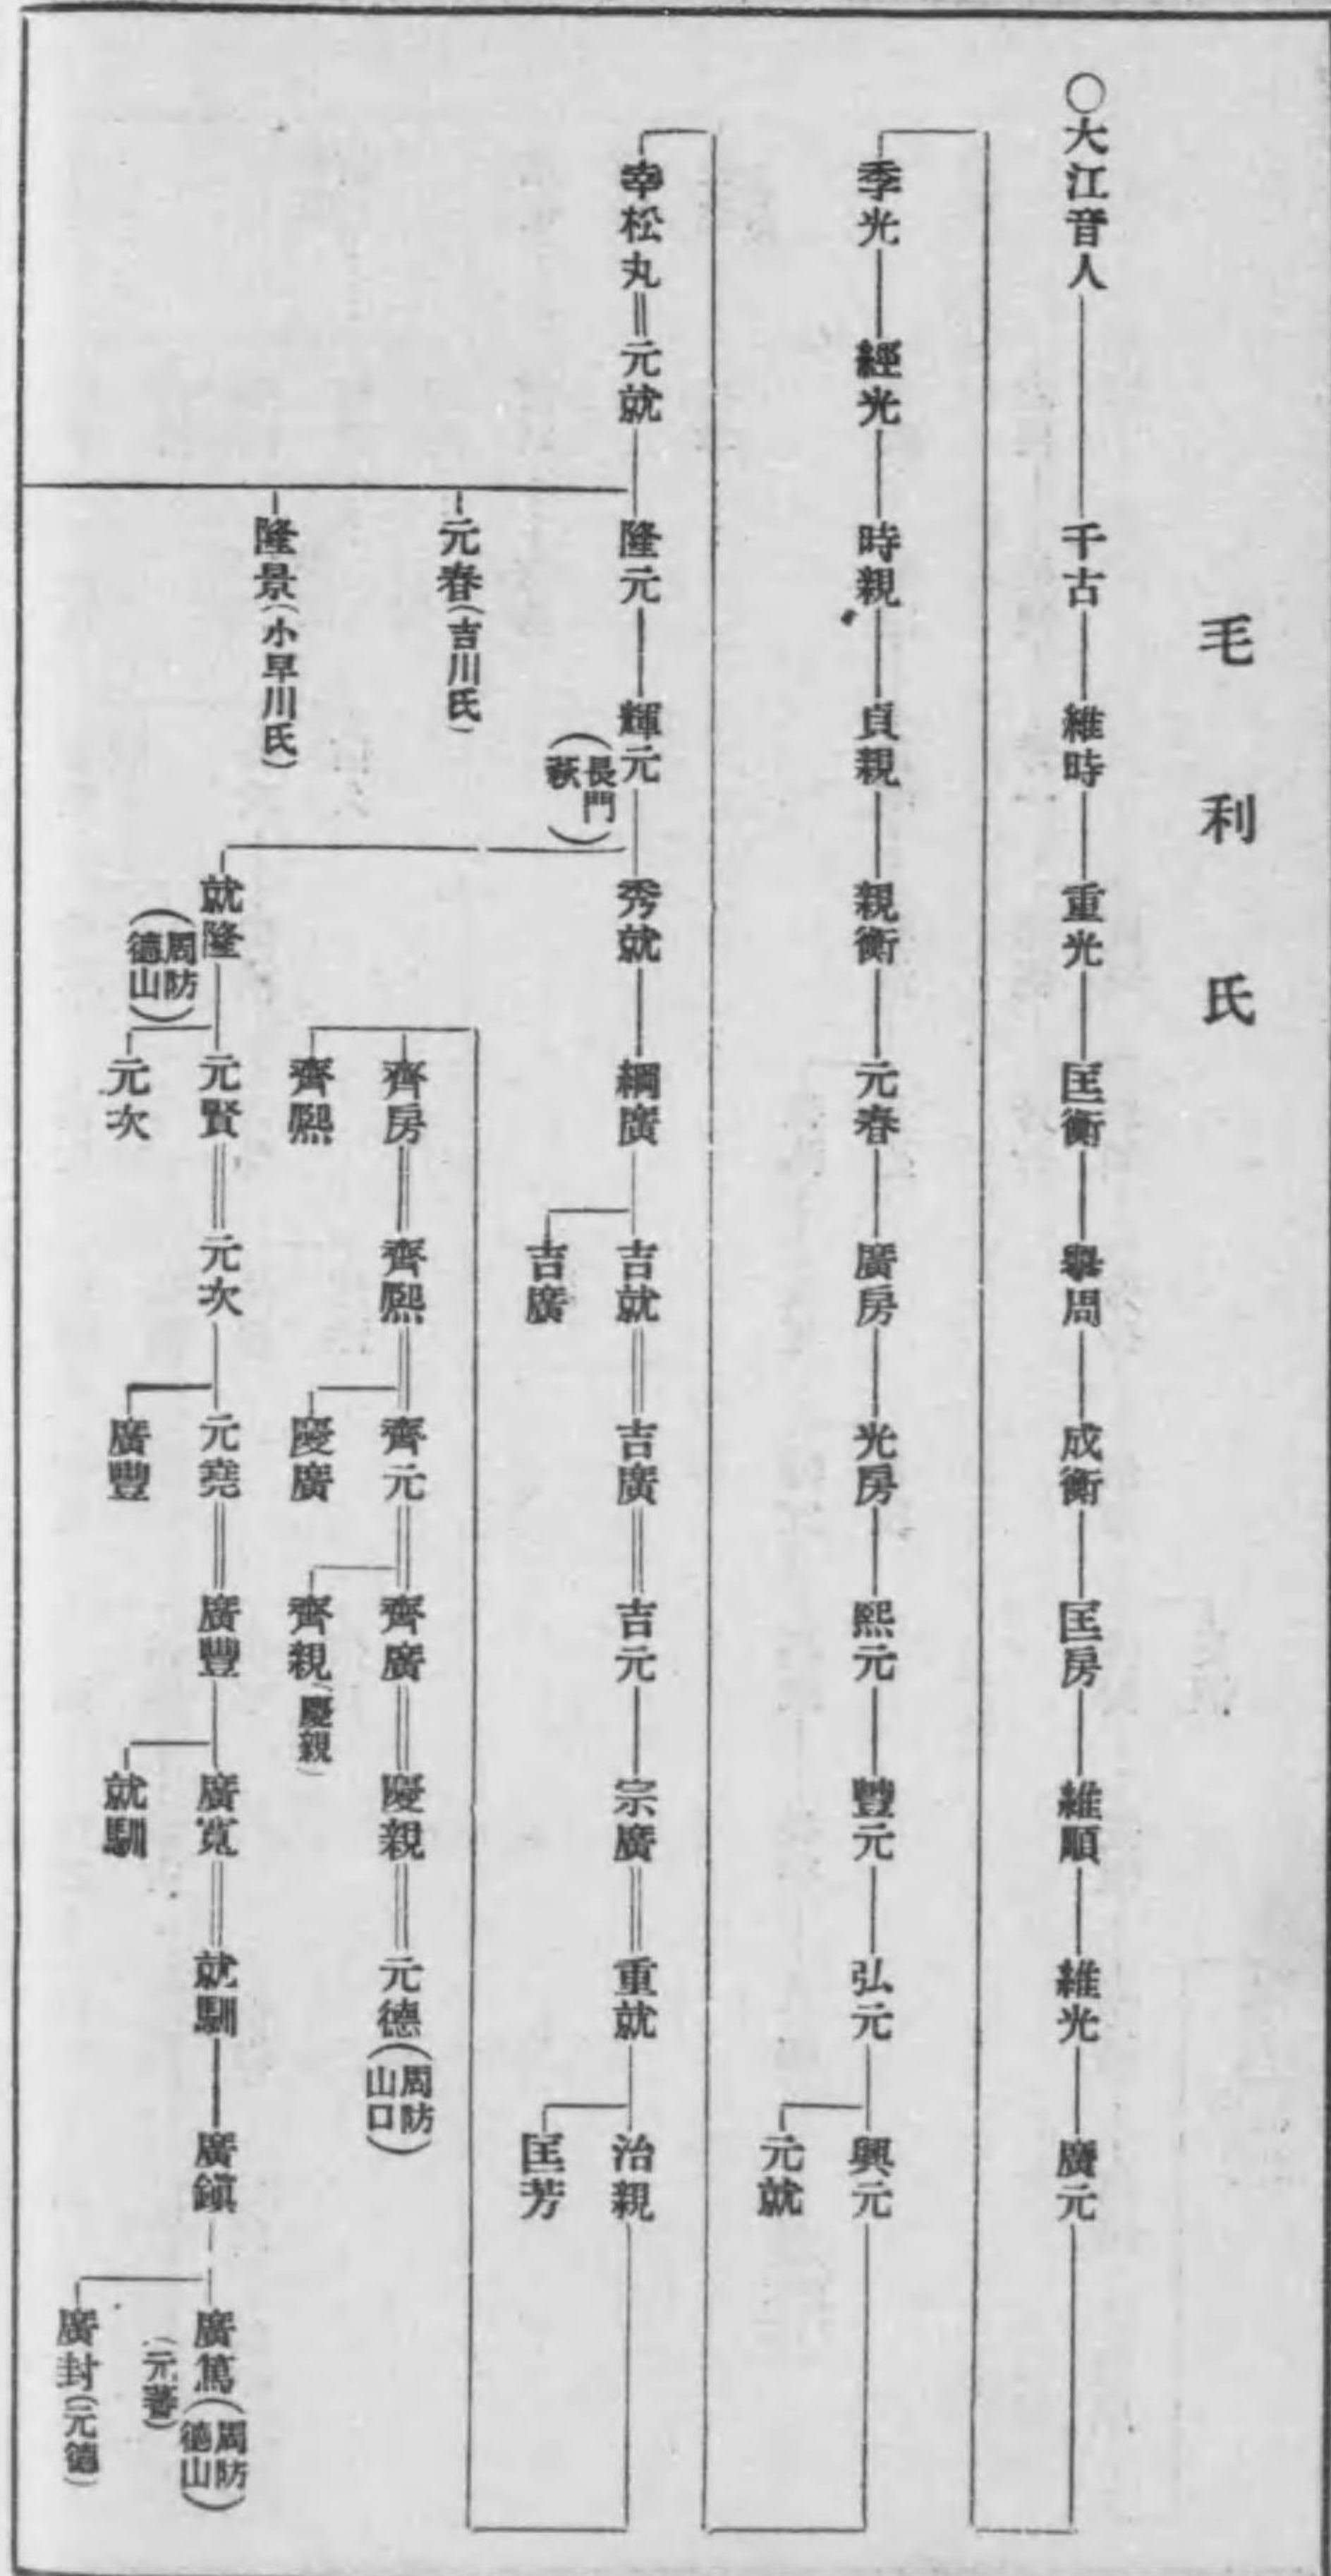 毛利氏
○大江音人―千古―維時―重光―匡衡―擧周―成衡―匡房―維順―維光―廣元
季光―經光―時親―貞親―親衡―元春―廣房―光房―熙元―豐元―弘元―興元
元就
幸松丸＝元就―隆元―輝元(長門萩)―秀就―綱廣―吉就＝吉廣＝吉元―宗廣＝重就―治親
元春(吉川氏)
隆景(小早川氏)
吉廣
匡芳
齊房＝齊熙＝齊元＝齊廣＝慶親＝元德(周防山口)
齊熙
慶廣
齊親(慶親)
就隆(周防德山)―元賢＝元次―元堯＝廣豐―廣寬＝就馴―廣鎭―廣篤(元蕃)(周防德山)
元次
廣豐
就馴
廣封(元德)